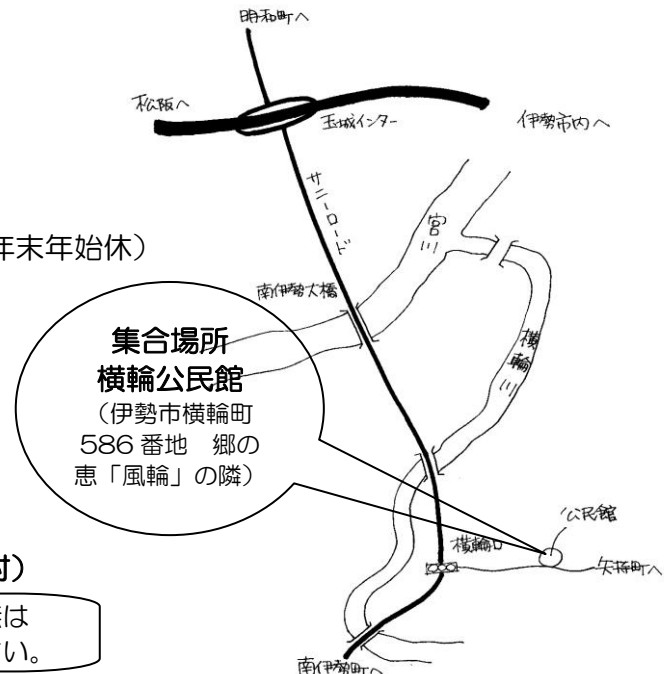 明和町へ
松阪へ
玉城インター
伊勢市内へ
サニーロード
宮川
年末年始休）
南伊勢大橋
横輪川
集合場所
横輪公民館
（伊勢市横輪町
586 番地　郷の
恵「風輪」の隣）
公民館
横輪口
矢持町へ
付）
は
い。
南伊勢町へ